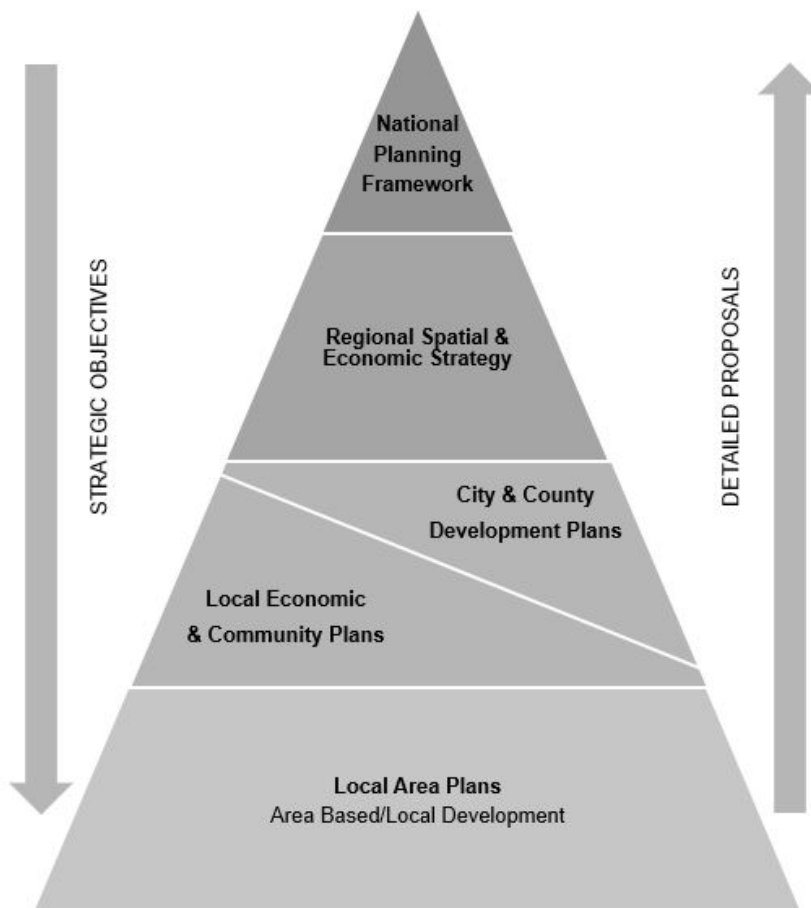 National
Planning
Framework
STRATEGIC OBJECTIVES
DETAILED PROPOSALS
Regional Spatial &
Economic Strategy
City & County
Development Plans
Local Economic
& Community Plans
Local Area Plans
Area Based/Local Development